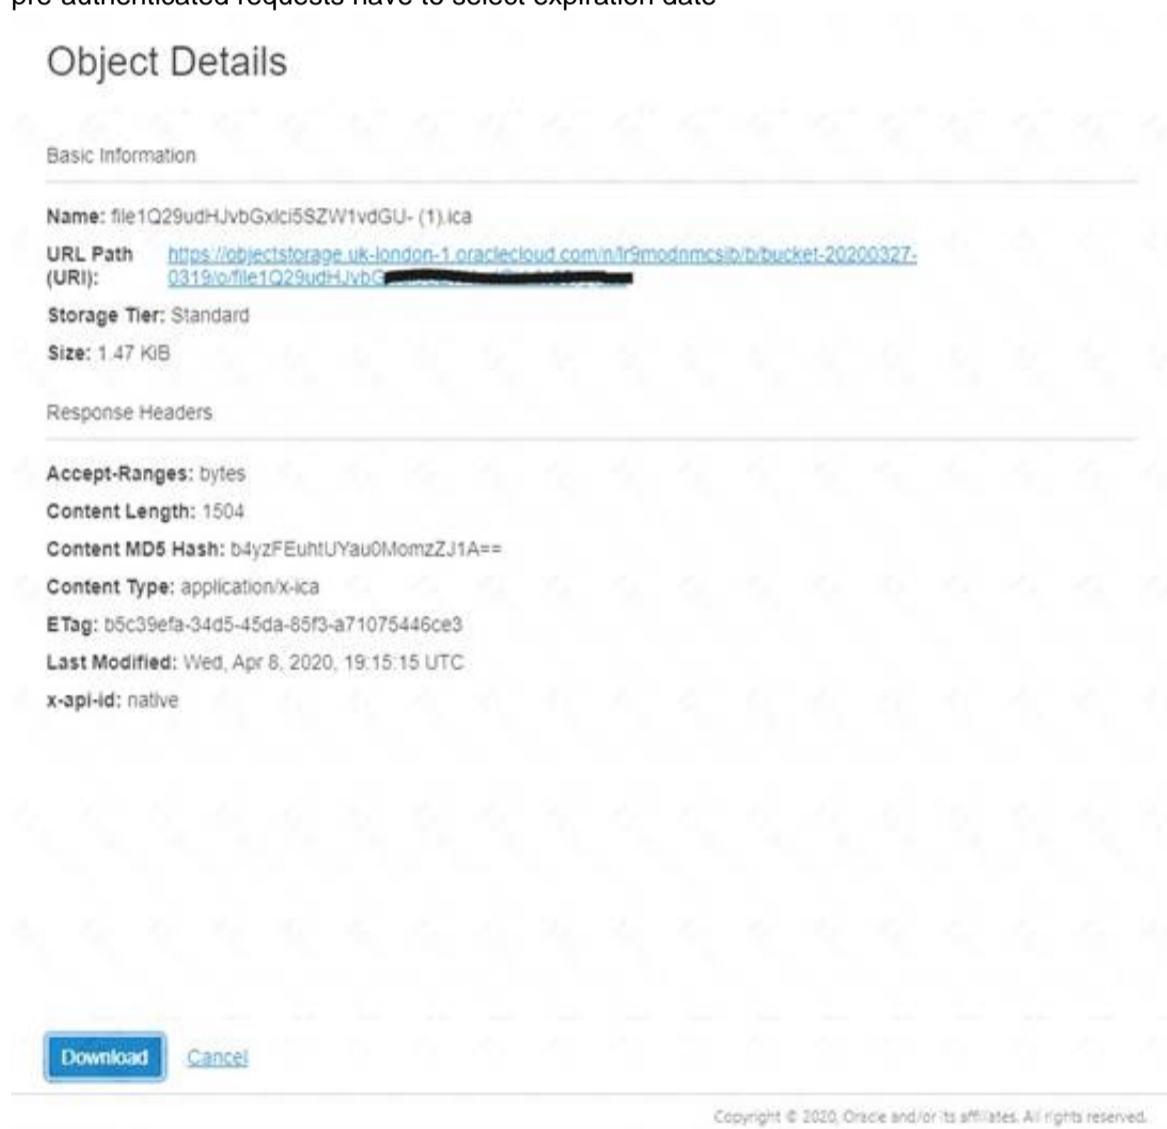 pre-authenticated requests have to select expiration date
Object Details
Basic Information
Name: file1Q29udHJvbGxlci5SZW1vdGU- (1).ica
URL Path https://objectstorage.uk-london-1.oraclecloud.com/n/lr9modnmcsib/b/bucket-20200327-
(URI): 0319/o/file1Q29udHJvbG
Storage Tier: Standard
Size: 1.47 KiB
Response Headers
Accept-Ranges: bytes
Content Length: 1504
Content MD5 Hash: b4yzFEuhtUYau0MomzZJ1A==
Content Type: application/x-ica
ETag: b5c39efa-34d5-45da-85f3-a71075446ce3
Last Modified: Wed, Apr 8, 2020, 19:15:15 UTC
x-api-id: native
Download Cancel
Copyright © 2020, Oracle and/or its affiliates. All rights reserved.